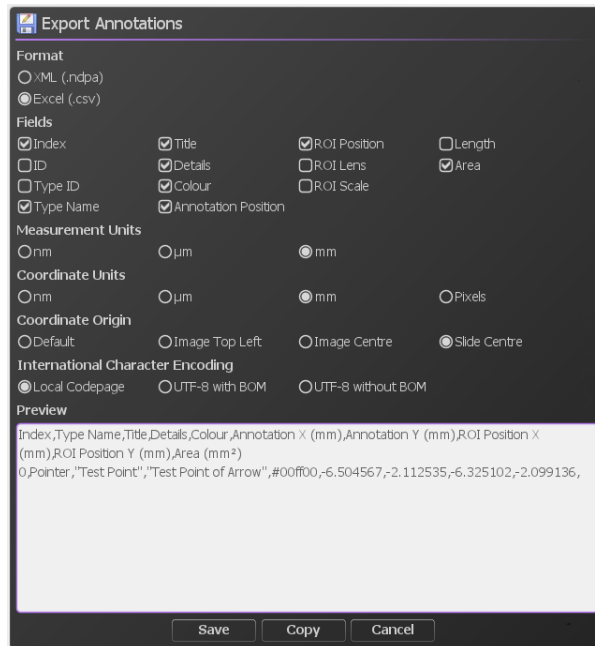 Export Annotations
Format
XML (.ndpa)
Excel (.csv)
Fields
Index Title ROI Position Length
ID Details ROI Lens Area
Type ID Colour ROI Scale
Type Name Annotation Position
Measurement Units
nm µm mm
Coordinate Units
nm µm mm Pixels
Coordinate Origin
Default Image Top Left Image Centre Slide Centre
International Character Encoding
Local Codepage UTF-8 with BOM UTF-8 without BOM
Preview
Index,Type Name,Title,Details,Colour,Annotation X (mm),Annotation Y (mm),ROI Position X
(mm),ROI Position Y (mm),Area (mm²)
0,Pointer,"Test Point","Test Point of Arrow",#00ff00,-6.504567,-2.112535,-6.325102,-2.099136,
Save Copy Cancel